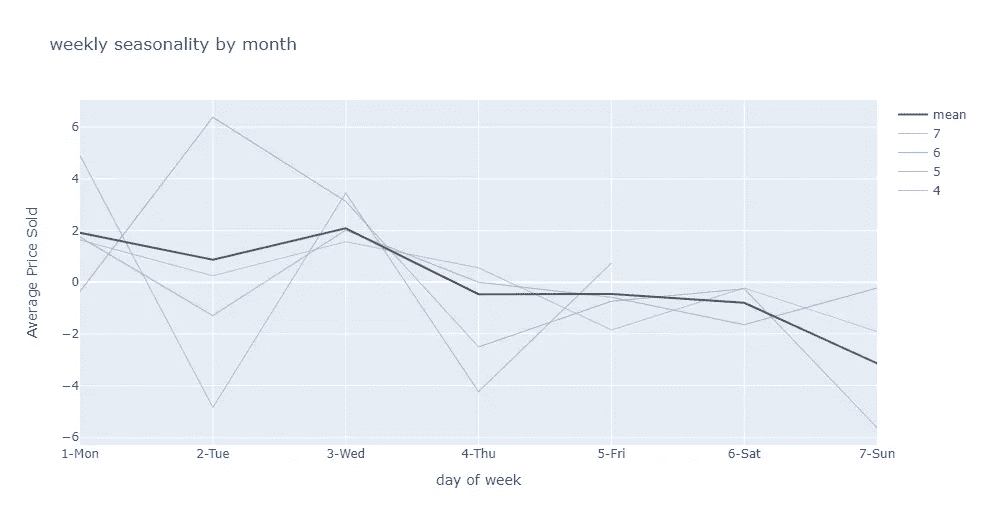 weekly seasonality by month
mean
7
6
5
4
6
4
2
0
−2
−4
−6
Average Price Sold
1-Mon 2-Tue 3-Wed 4-Thu 5-Fri 6-Sat 7-Sun
day of week